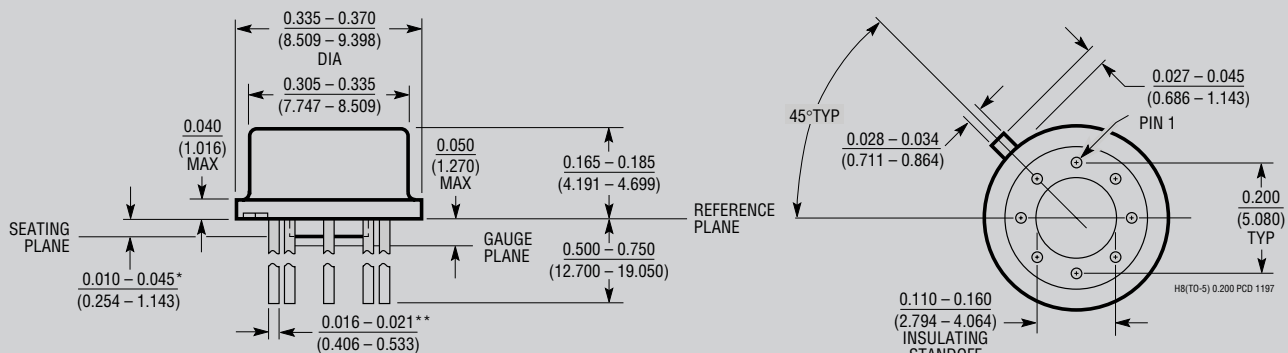 0.335 – 0.370
(8.509 – 9.398)
DIA
0.305 – 0.335
(7.747 – 8.509)
0.040
(1.016)
MAX
0.050
(1.270)
MAX
0.165 – 0.185
(4.191 – 4.699)
SEATING
PLANE
GAUGE
PLANE
REFERENCE
PLANE
0.500 – 0.750
(12.700 – 19.050)
0.010 – 0.045*
(0.254 – 1.143)
0.016 – 0.021**
(0.406 – 0.533)
45°TYP
0.028 – 0.034
(0.711 – 0.864)
0.027 – 0.045
(0.686 – 1.143)
PIN 1
0.200
(5.080)
TYP
H8(TO-5) 0.200 PCD 1197
0.110 – 0.160
(2.794 – 4.064)
INSULATING
STANDOFF